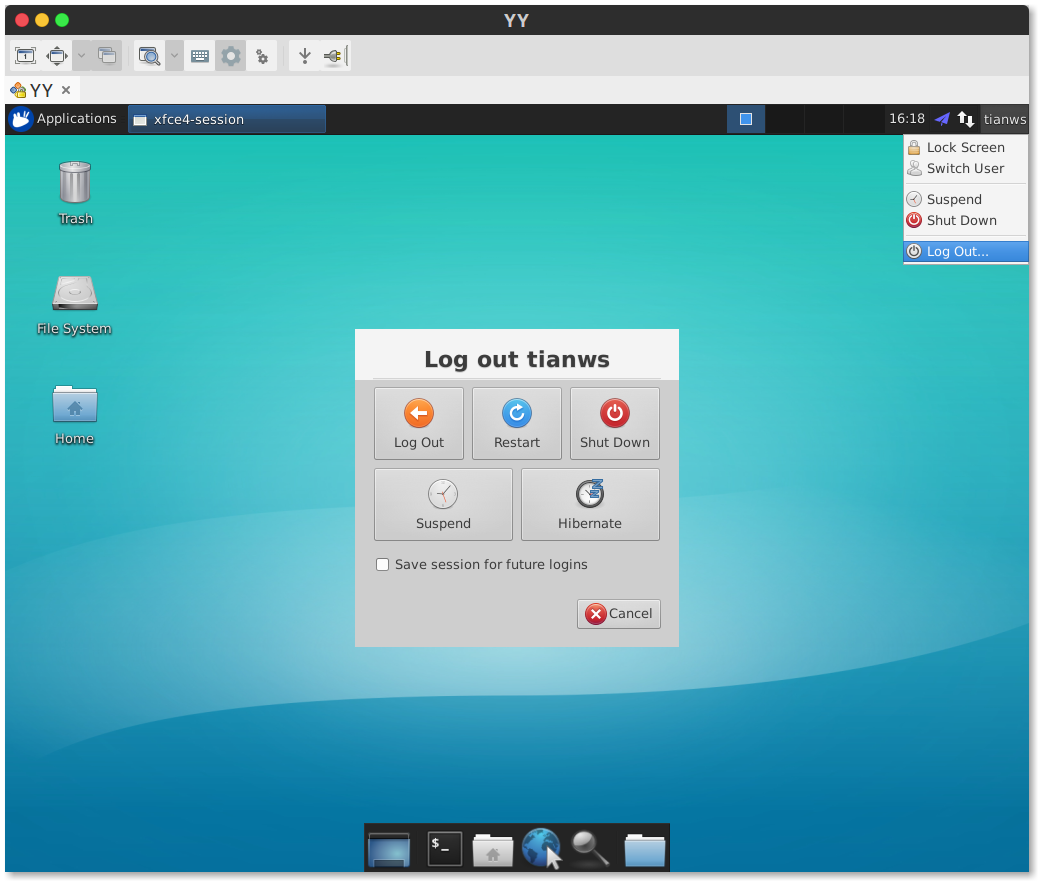 YY
YY
Applications
xfce4-session
16:18
tianws
Lock Screen
Switch User
Suspend
Shut Down
Log Out...
Trash
File System
Home
Log out tianws
Log Out
Restart
Shut Down
Suspend
Hibernate
Save session for future logins
Cancel
$_